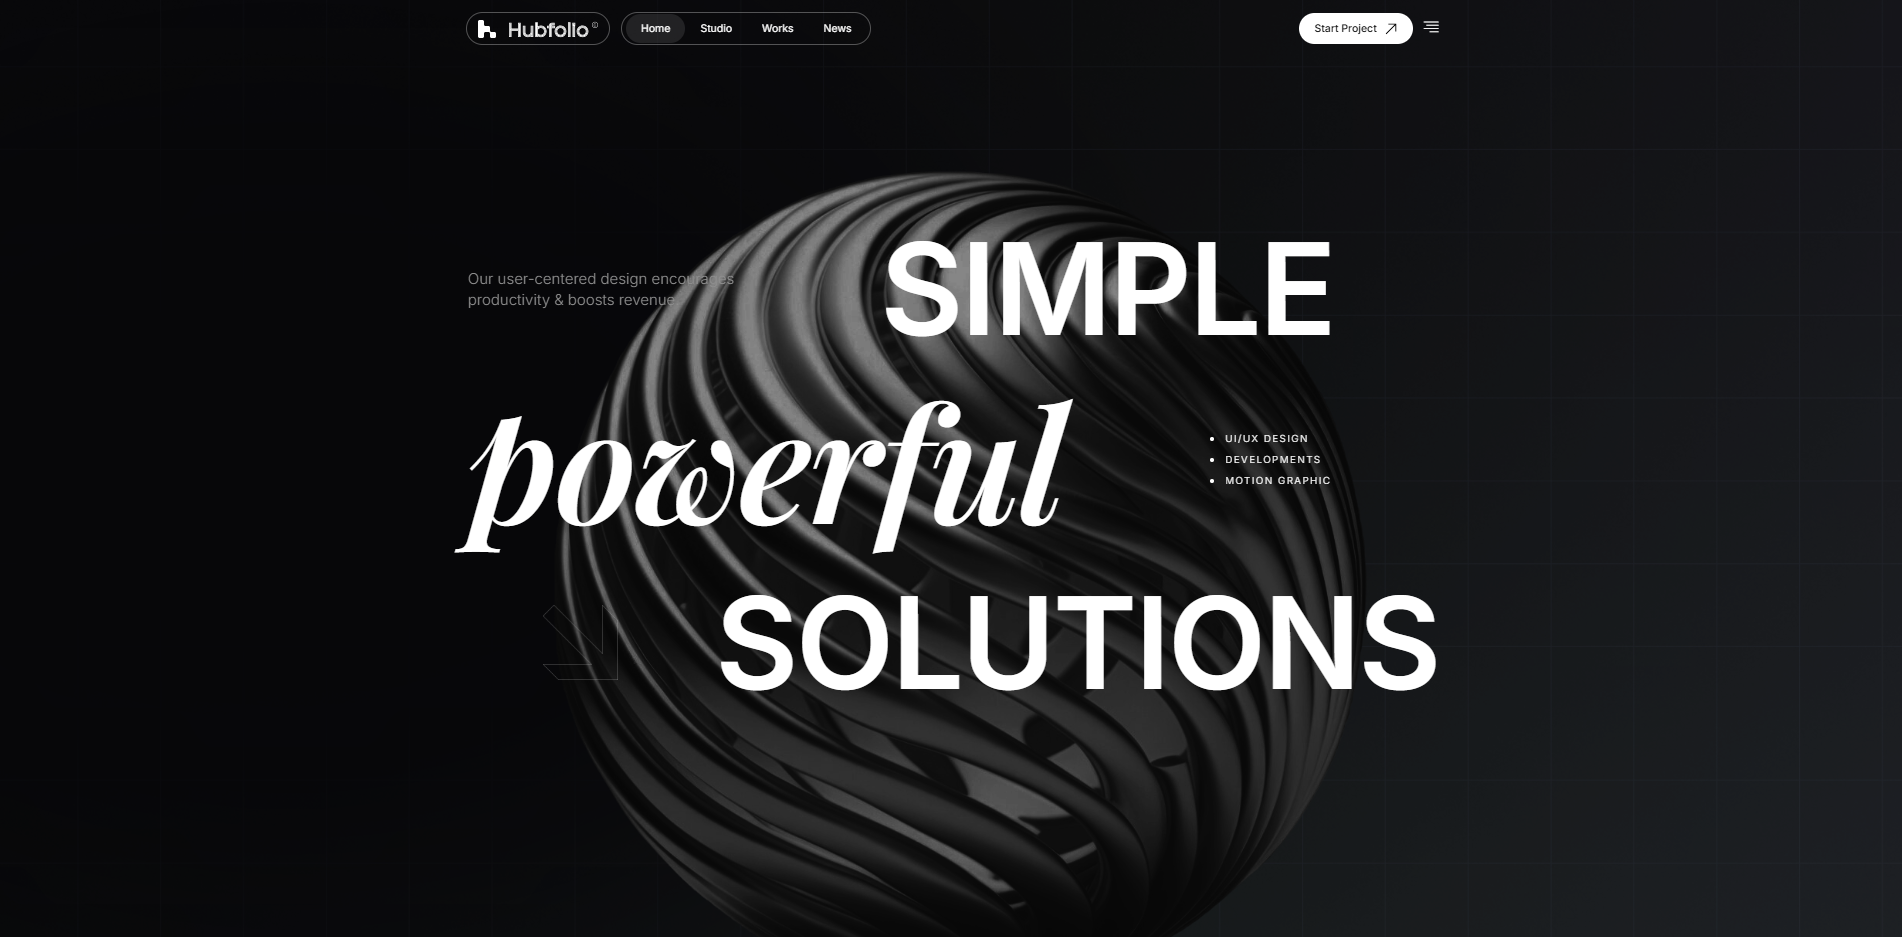 Hubfolio©
Home Studio Works News
Start Project
Our user-centered design encourages
productivity & boosts revenue.
SIMPLE
powerful
UI/UX DESIGN
DEVELOPMENTS
MOTION GRAPHIC
SOLUTIONS